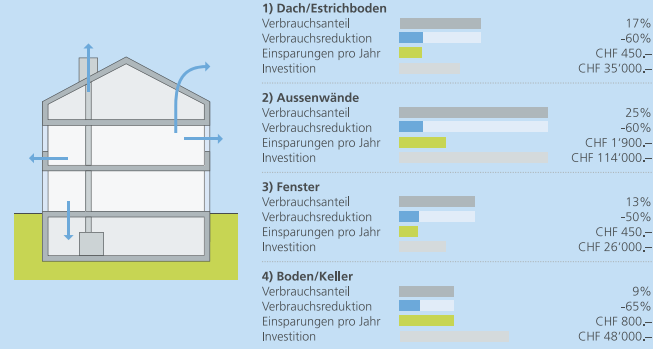 1) Dach/Estrichboden
Verbrauchsanteil 17%
Verbrauchsreduktion -60%
Einsparungen pro Jahr CHF 450.–
Investition CHF 35’000.–
2) Aussenwände
Verbrauchsanteil 25%
Verbrauchsreduktion -60%
Einsparungen pro Jahr CHF 1’900.–
Investition CHF 114’000.–
3) Fenster
Verbrauchsanteil 13%
Verbrauchsreduktion -50%
Einsparungen pro Jahr CHF 450.–
Investition CHF 26’000.–
4) Boden/Keller
Verbrauchsanteil 9%
Verbrauchsreduktion -65%
Einsparungen pro Jahr CHF 800.–
Investition CHF 48’000.–